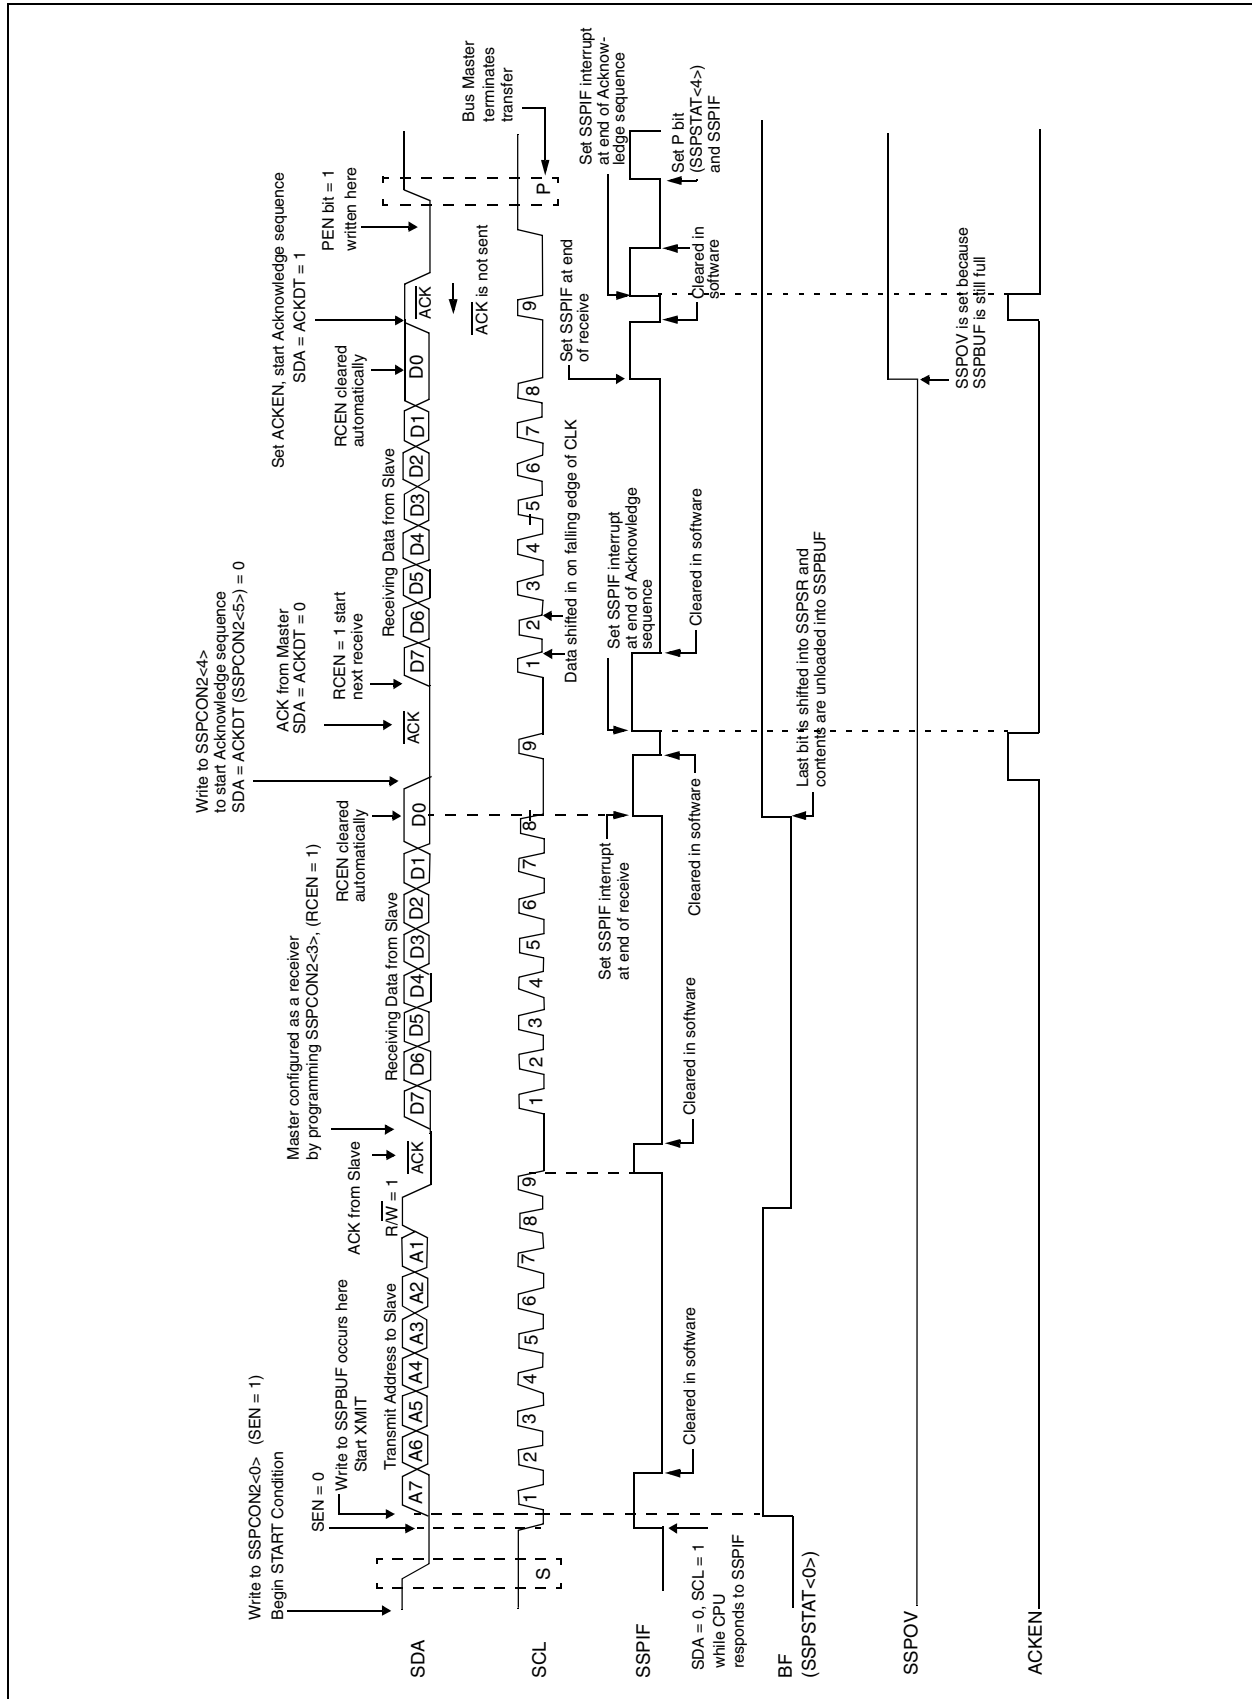 Write to SSPCON2<0> (SEN = 1)
Begin START Condition
SEN = 0
Write to SSPBUF occurs here
Start XMIT
Transmit Address to Slave
R/W = 1
ACK from Slave
Master configured as a receiver
by programming SSPCON2<3>, (RCEN = 1)
Receiving Data from Slave
RCEN cleared
automatically
Write to SSPCON2<4>
to start Acknowledge sequence
SDA = ACKDT (SSPCON2<5>) = 0
ACK from Master
SDA = ACKDT = 0
RCEN = 1 start
next receive
Receiving Data from Slave
RCEN cleared
automatically
Set ACKEN, start Acknowledge sequence
SDA = ACKDT = 1
PEN bit = 1
written here
SDA
A7 A6 A5 A4 A3 A2 A1 ACK D7 D6 D5 D4 D3 D2 D1 D0 ACK D7 D6 D5 D4 D3 D2 D1 D0 ACK
ACK is not sent
Bus Master
terminates
transfer
SCL
S 1 2 3 4 5 6 7 8 9 1 2 3 4 5 6 7 8 9 1 2 3 4 5 6 7 8 9 P
Data shifted in on falling edge of CLK
Set SSPIF interrupt
at end of receive
Set SSPIF interrupt
at end of Acknowledge
sequence
Set SSPIF at end
of receive
Set SSPIF interrupt
at end of Acknow-
ledge sequence
SSPIF
SDA = 0, SCL = 1
while CPU
responds to SSPIF
Cleared in software
Cleared in software
Cleared in software
Cleared in software
Cleared in
software
Set P bit
(SSPSTAT<4>)
and SSPIF
BF
(SSPSTAT<0>)
Last bit is shifted into SSPSR and
contents are unloaded into SSPBUF
SSPOV
SSPOV is set because
SSPBUF is still full
ACKEN